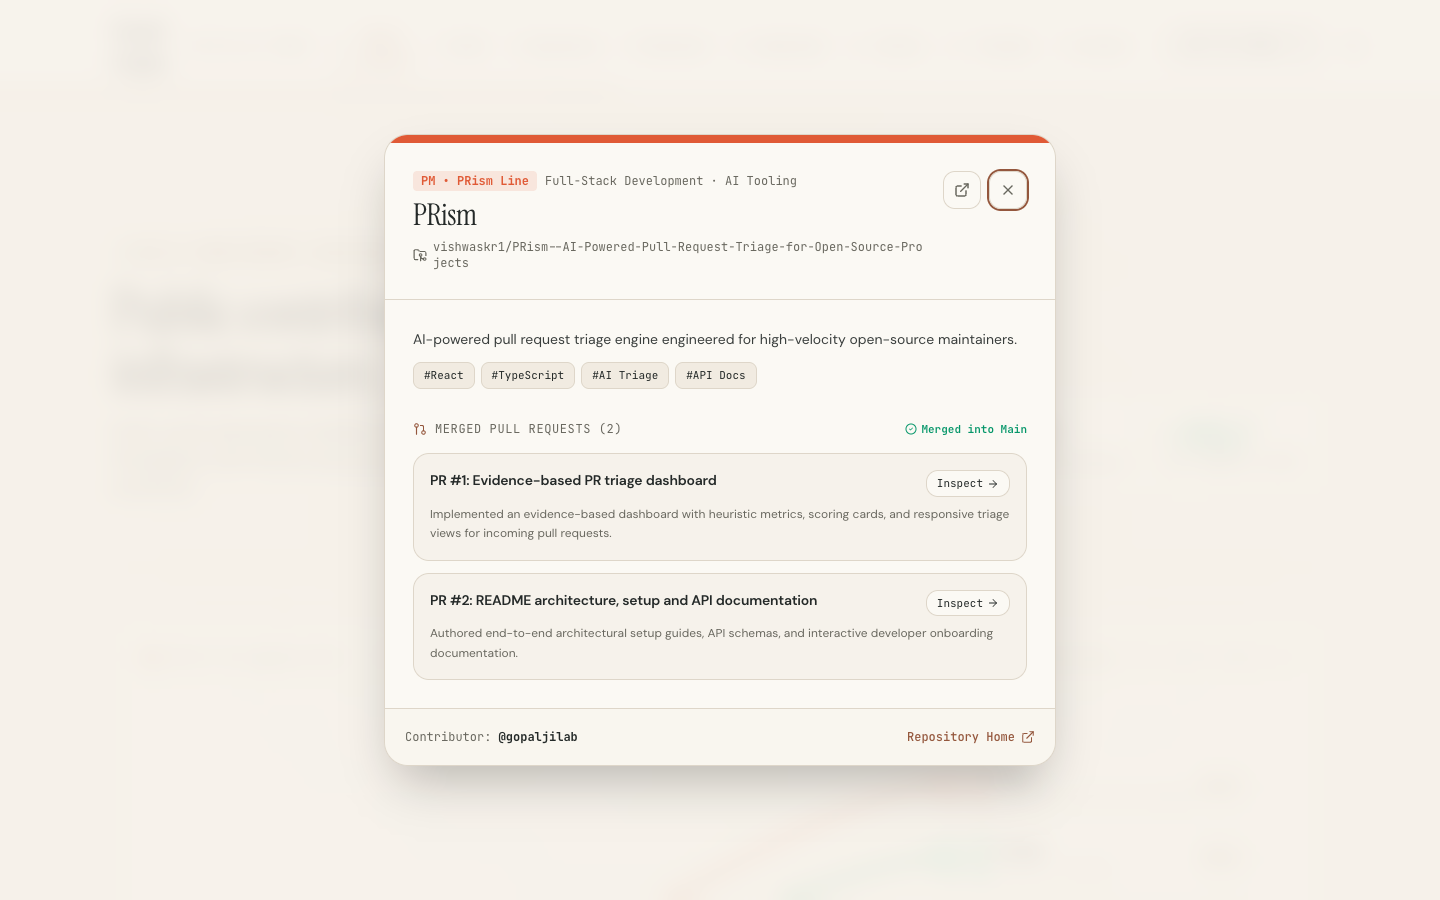 PM • PRism Line Full-Stack Development · AI Tooling
PRism
vishwaskr1/PRism--AI-Powered-Pull-Request-Triage-for-Open-Source-Pro
jects
AI-powered pull request triage engine engineered for high-velocity open-source maintainers.
#React #TypeScript #AI Triage #API Docs
MERGED PULL REQUESTS (2) Merged into Main
PR #1: Evidence-based PR triage dashboard Inspect →
Implemented an evidence-based dashboard with heuristic metrics, scoring cards, and responsive triage
views for incoming pull requests.
PR #2: README architecture, setup and API documentation Inspect →
Authored end-to-end architectural setup guides, API schemas, and interactive developer onboarding
documentation.
Contributor: @gopaljilab Repository Home